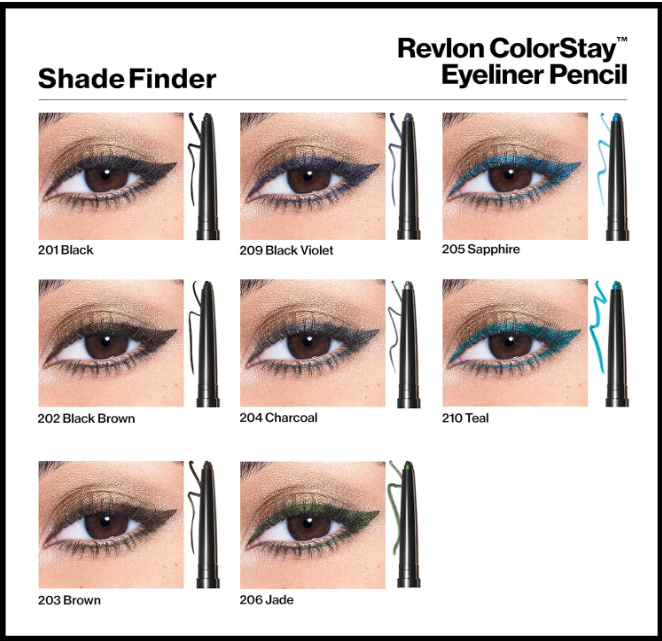 Shade Finder
Revlon ColorStay™
Eyeliner Pencil
201 Black
209 Black Violet
205 Sapphire
202 Black Brown
204 Charcoal
210 Teal
203 Brown
206 Jade